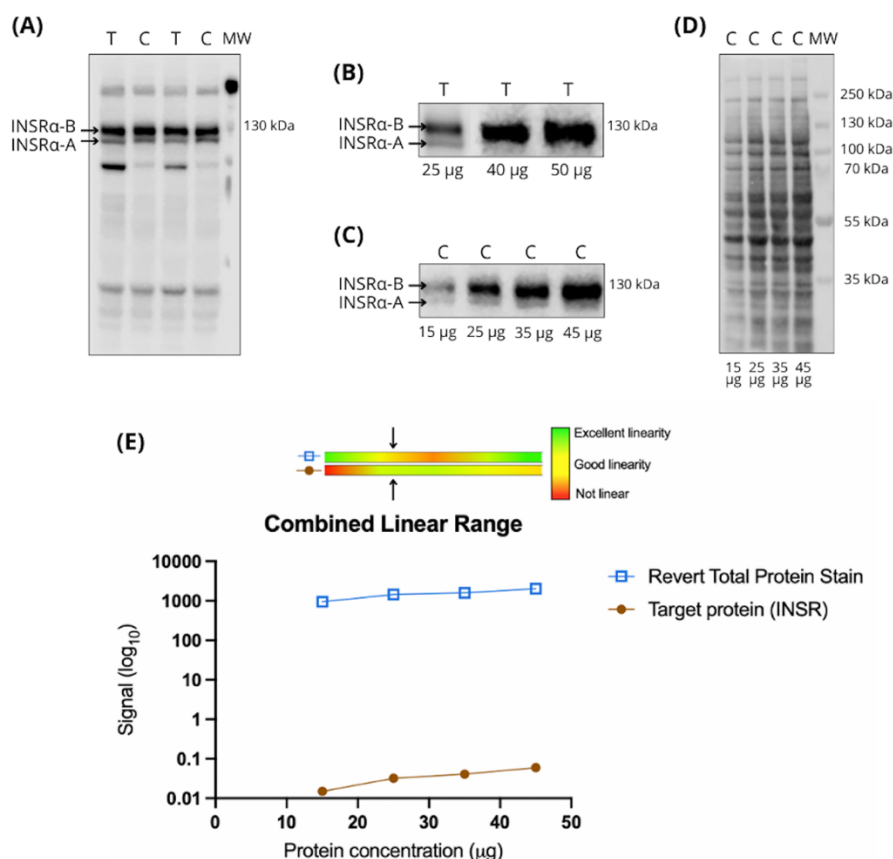 (A)
T C T C MW
INSRα-B
INSRα-A
130 kDa
(B)
T T T
INSRα-B
INSRα-A
130 kDa
25 µg 40 µg 50 µg
(C)
C C C C
INSRα-B
INSRα-A
130 kDa
15 µg 25 µg 35 µg 45 µg
(D)
C C C C MW
250 kDa
130 kDa
100 kDa
70 kDa
55 kDa
35 kDa
15 25 35 45
µg µg µg µg
(E)
Excellent linearity
Good linearity
Not linear
Combined Linear Range
Signal (log10)
10000
1000
100
10
1
0.1
0.01
0 10 20 30 40 50
Protein concentration (µg)
Revert Total Protein Stain
Target protein (INSR)